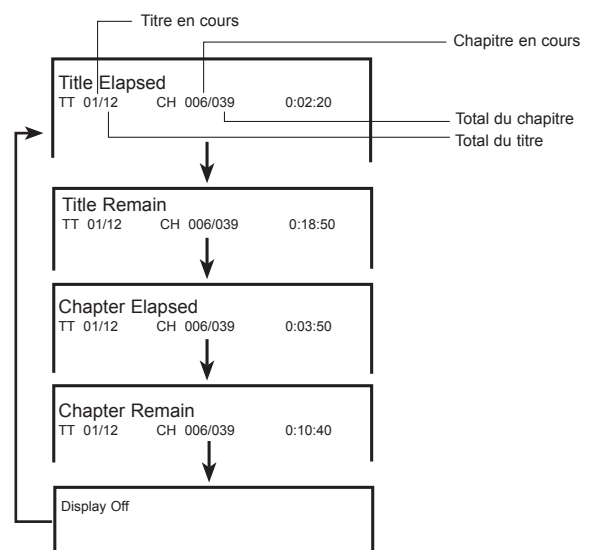 Titre en cours
Chapitre en cours
Title Elapsed
TT 01/12 CH 006/039 0:02:20
Total du chapitre
Total du titre
Title Remain
TT 01/12 CH 006/039 0:18:50
Chapter Elapsed
TT 01/12 CH 006/039 0:03:50
Chapter Remain
TT 01/12 CH 006/039 0:10:40
Display Off